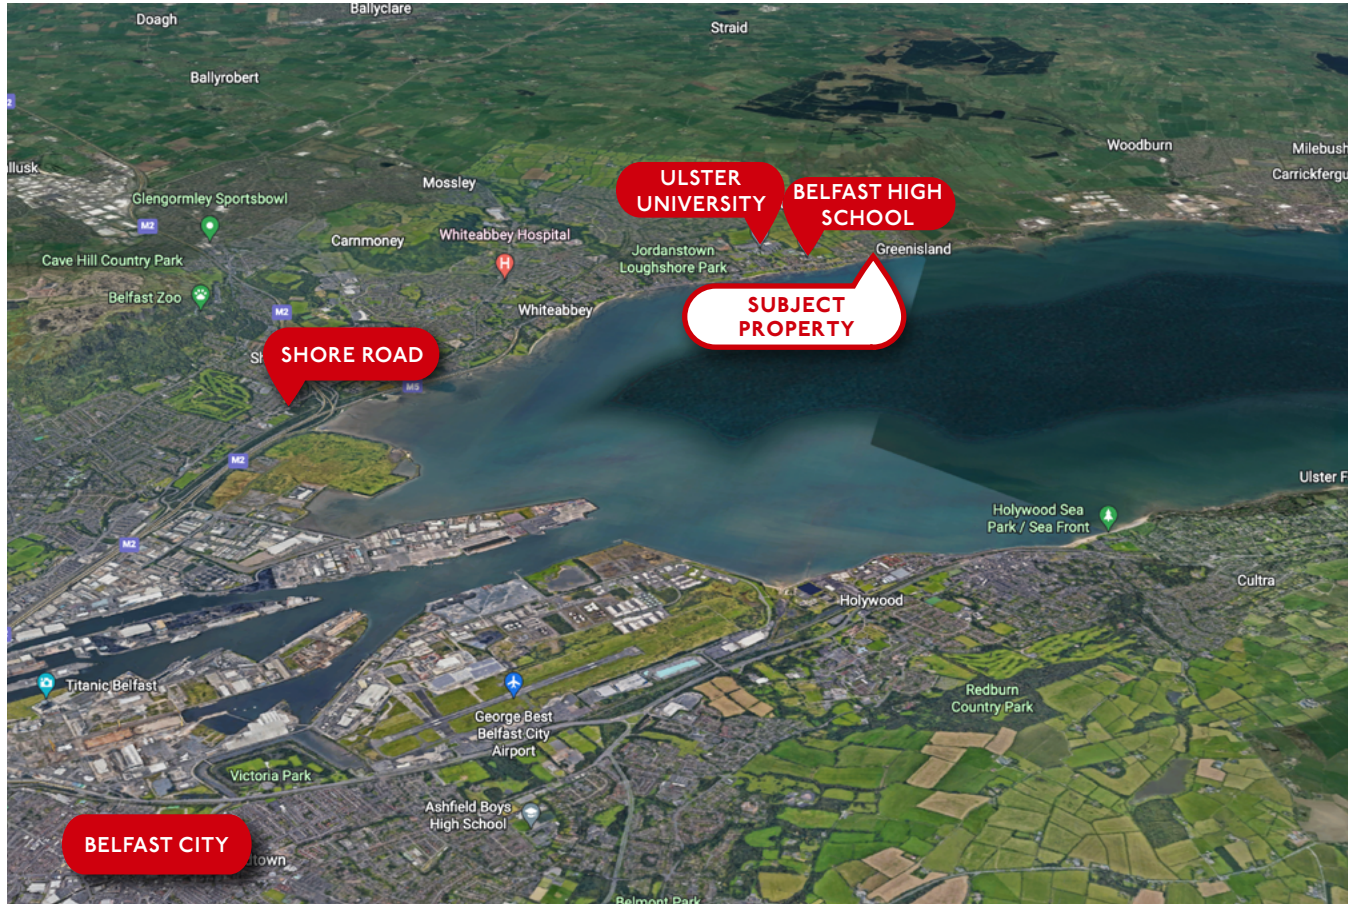 Doagh
Ballyclare
Straid
Ballyrobert
Woodburn
Milebush
Carrickfergu
llusk
Mossley
ULSTER
UNIVERSITY
BELFAST HIGH
SCHOOL
Glengormley Sportsbowl
M2
Carnmoney
Whiteabbey Hospital
H
Jordanstown
Loughshore Park
Greenisland
Cave Hill Country Park
Belfast Zoo
M2
Whiteabbey
SUBJECT
PROPERTY
Sh
SHORE ROAD
M5
M2
Ulster F
Holywood Sea
Park / Sea Front
M2
Cultra
Holywood
Titanic Belfast
Redburn
Country Park
George Best
Belfast City
Airport
Victoria Park
Ashfield Boys
High School
BELFAST CITY
town
Belmont Park